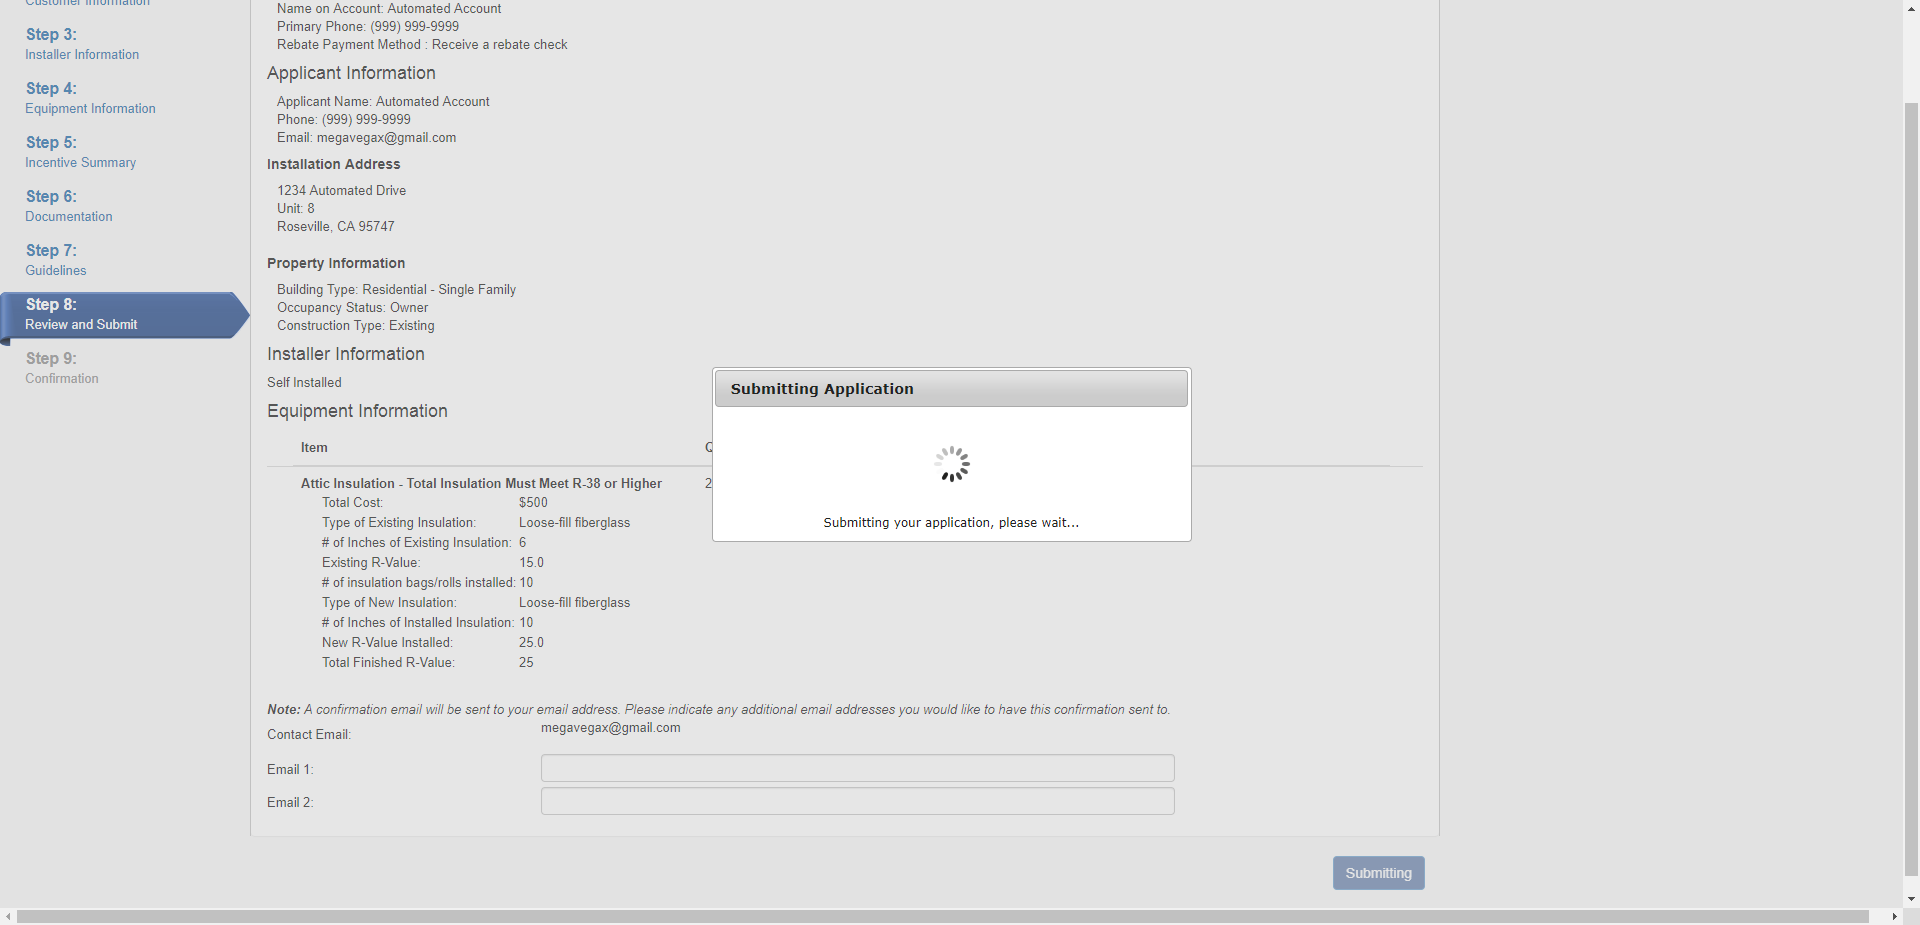 Customer Information
Step 3:
Installer Information
Step 4:
Equipment Information
Step 5:
Incentive Summary
Step 6:
Documentation
Step 7:
Guidelines
Step 8:
Review and Submit
Step 9:
Confirmation
Name on Account: Automated Account
Primary Phone: (999) 999-9999
Rebate Payment Method : Receive a rebate check
Applicant Information
Applicant Name: Automated Account
Phone: (999) 999-9999
Email: megavegax@gmail.com
Installation Address
1234 Automated Drive
Unit: 8
Roseville, CA 95747
Property Information
Building Type: Residential - Single Family
Occupancy Status: Owner
Construction Type: Existing
Installer Information
Self Installed
Equipment Information
Item Q
Attic Insulation - Total Insulation Must Meet R-38 or Higher 2
Total Cost: $500
Type of Existing Insulation: Loose-fill fiberglass
# of Inches of Existing Insulation: 6
Existing R-Value: 15.0
# of insulation bags/rolls installed: 10
Type of New Insulation: Loose-fill fiberglass
# of Inches of Installed Insulation: 10
New R-Value Installed: 25.0
Total Finished R-Value: 25
Note: A confirmation email will be sent to your email address. Please indicate any additional email addresses you would like to have this confirmation sent to.
Contact Email: megavegax@gmail.com
Email 1:
Email 2:
Submitting
Submitting Application
Submitting your application, please wait...